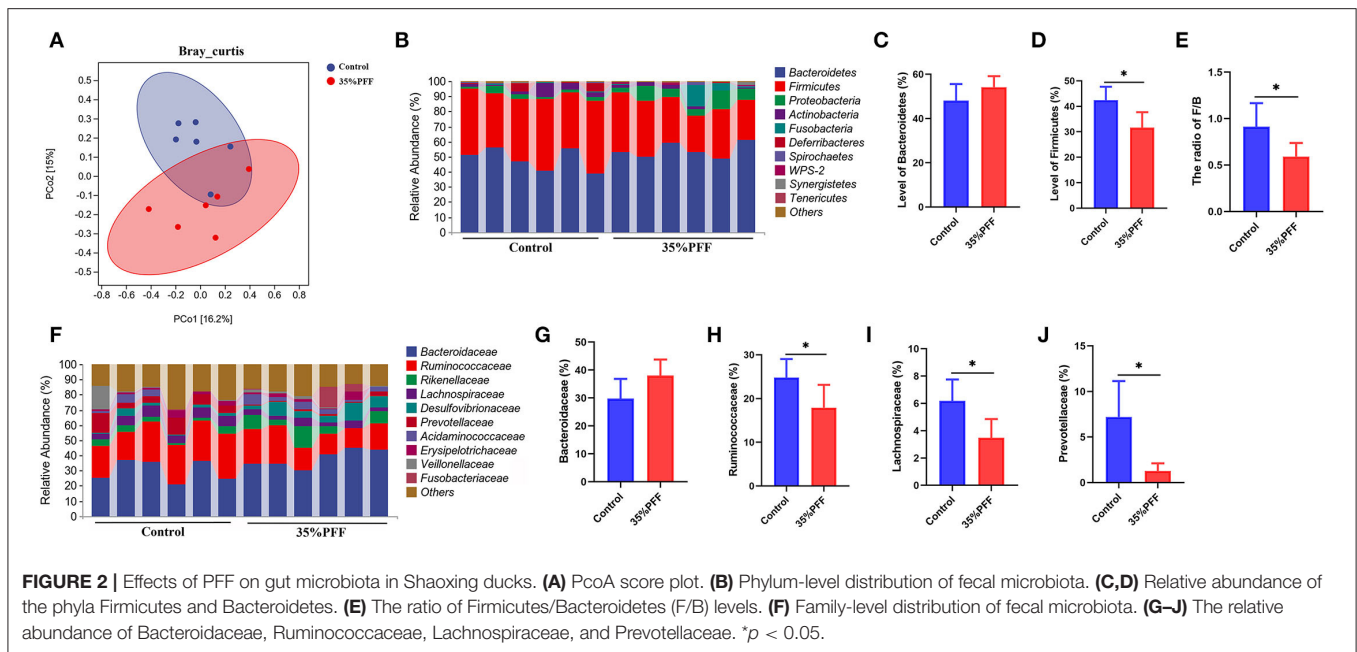 A
Bray_curtis
Control
35%PFF
0.5
0.4
0.3
0.2
0.1
0.0
-0.1
-0.2
-0.3
-0.4
-0.5
PCo2 [15%]
-0.8 -0.6 -0.4 -0.2 0.0 0.2 0.4 0.6 0.8
PCo1 [16.2%]
B
Relative Abundance (%)
100
90
80
70
60
50
40
30
20
10
0
Control 35%PFF
Bacteroidetes
Firmicutes
Proteobacteria
Actinobacteria
Fusobacteria
Deferribacteres
Spirochaetes
WPS-2
Synergistetes
Tenericutes
Others
C
Level of Bacteroidetes (%)
60
40
20
0
Control 35%PFF
D
Level of Firmicutes (%)
50
40
30
20
10
0
*
Control 35%PFF
E
The radio of F/B
1.5
1.0
0.5
0.0
*
Control 35%PFF
F
Relative Abundance (%)
100
90
80
70
60
50
40
30
20
10
0
Control 35%PFF
Bacteroidaceae
Ruminococcaceae
Rikenellaceae
Lachnospiraceae
Desulfovibrionaceae
Prevotellaceae
Acidaminococcaceae
Erysipelotrichaceae
Veillonellaceae
Fusobacteriaceae
Others
G
Bacteroidaceae (%)
50
40
30
20
10
0
Control 35%PFF
H
Ruminococcaceae (%)
30
20
10
0
*
Control 35%PFF
I
Lachnospiraceae (%)
8
6
4
2
0
*
Control 35%PFF
J
Prevotellaceae (%)
15
10
5
0
*
Control 35%PFF
FIGURE 2 | Effects of PFF on gut microbiota in Shaoxing ducks. (A) PcoA score plot. (B) Phylum-level distribution of fecal microbiota. (C,D) Relative abundance of
the phyla Firmicutes and Bacteroidetes. (E) The ratio of Firmicutes/Bacteroidetes (F/B) levels. (F) Family-level distribution of fecal microbiota. (G–J) The relative
abundance of Bacteroidaceae, Ruminococcaceae, Lachnospiraceae, and Prevotellaceae. *p < 0.05.